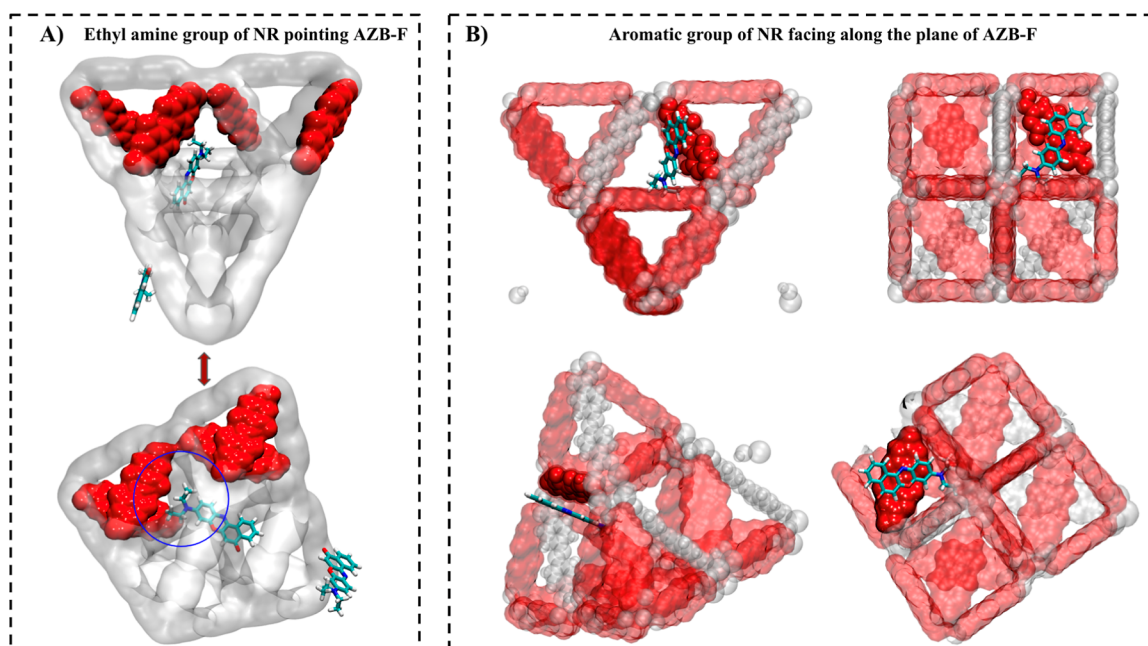 A) Ethyl amine group of NR pointing AZB-F
B) Aromatic group of NR facing along the plane of AZB-F